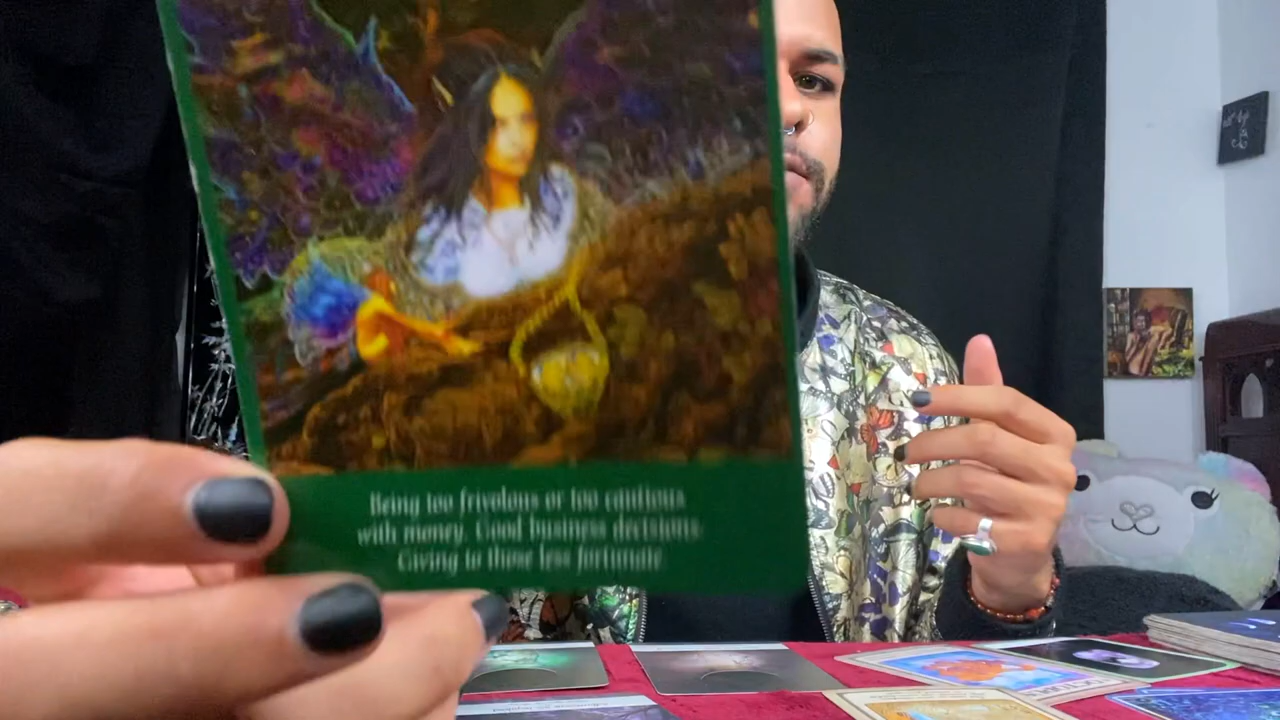 Being too frivolous or too cautious
with money. Good business decisions.
Giving to those less fortunate.